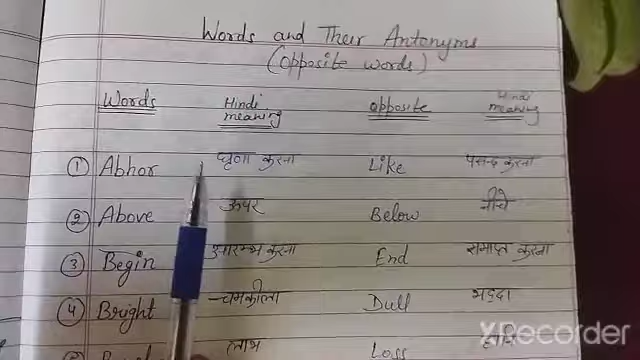 Words and Their Antonyms
(Opposite words)
Words Hindi meaning Opposite Hindi meaning
① Abhor घृणा करना Like पसन्द करना
② Above ऊपर Below नीचे
③ Begin करना End समाप्त करना
④ Bright चमकीला Dull भद्दा
लाभ Loss
XRecorder